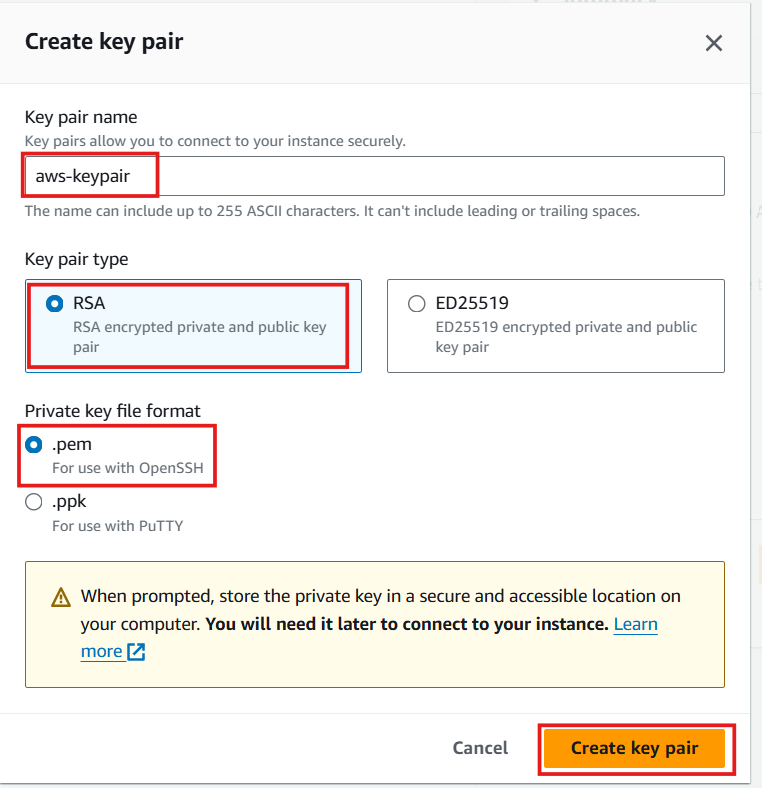 Create key pair
Key pair name
Key pairs allow you to connect to your instance securely.
aws-keypair
The name can include up to 255 ASCII characters. It can't include leading or trailing spaces.
Key pair type
RSA
RSA encrypted private and public key
pair
ED25519
ED25519 encrypted private and public
key pair
Private key file format
.pem
For use with OpenSSH
.ppk
For use with PuTTY
When prompted, store the private key in a secure and accessible location on
your computer. You will need it later to connect to your instance. Learn
more
Cancel
Create key pair